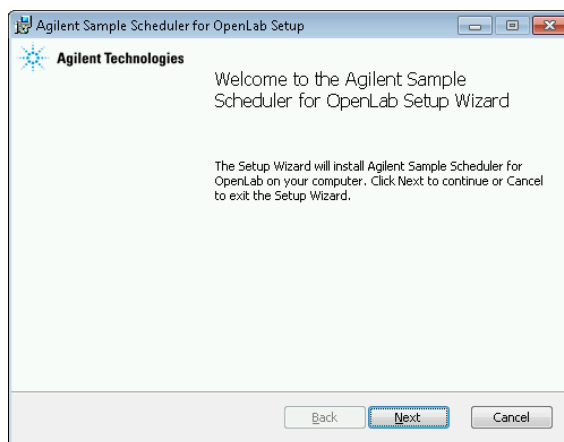 Agilent Sample Scheduler for OpenLab Setup
Agilent Technologies
Welcome to the Agilent Sample
Scheduler for OpenLab Setup Wizard
The Setup Wizard will install Agilent Sample Scheduler for
OpenLab on your computer. Click Next to continue or Cancel
to exit the Setup Wizard.
Back
Next
Cancel